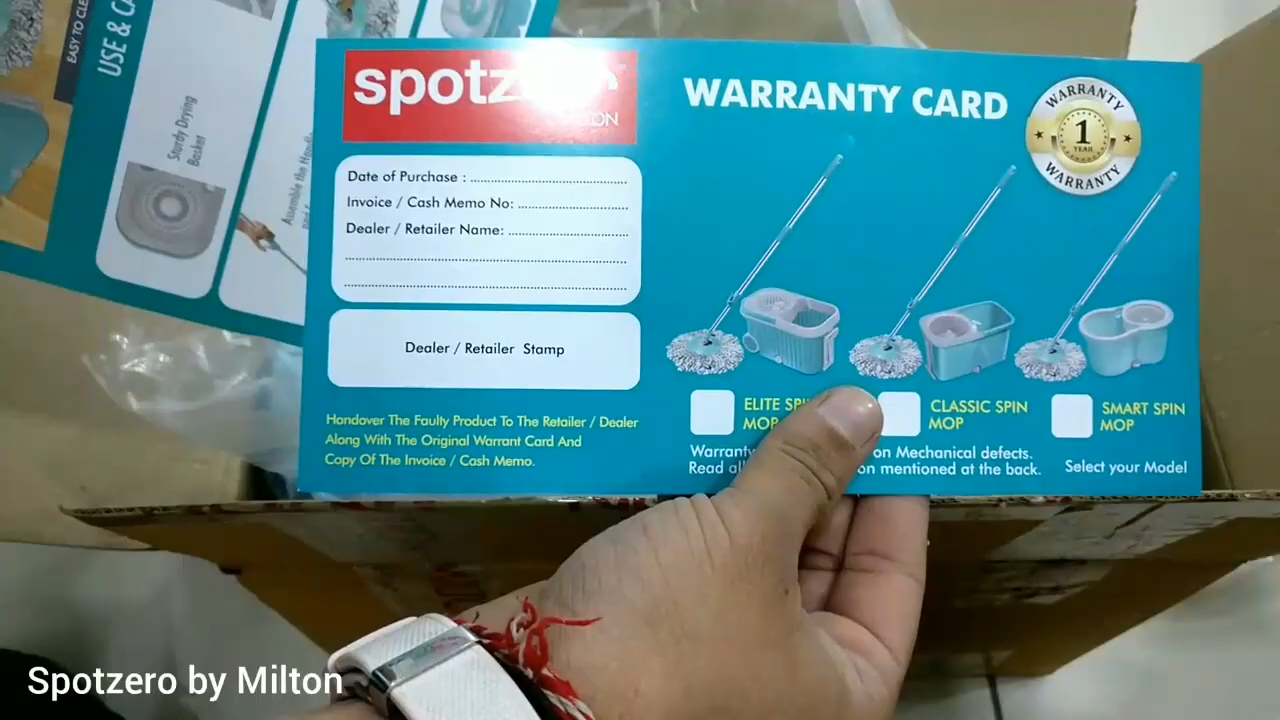 EASY TO CLE
USE & CA
Sturdy Drying
Basket
Assemble the Handle
spotz
WARRANTY CARD
WARRANTY
1
YEAR
WARRANTY
Date of Purchase :
Invoice / Cash Memo No:
Dealer / Retailer Name:
Dealer / Retailer Stamp
Handover The Faulty Product To The Retailer / Dealer
Along With The Original Warrant Card And
Copy Of The Invoice / Cash Memo.
ELITE SPI
MOP
CLASSIC SPIN
MOP
SMART SPIN
MOP
Warranty on Mechanical defects.
Read all on mentioned at the back.
Select your Model
Spotzero by Milton